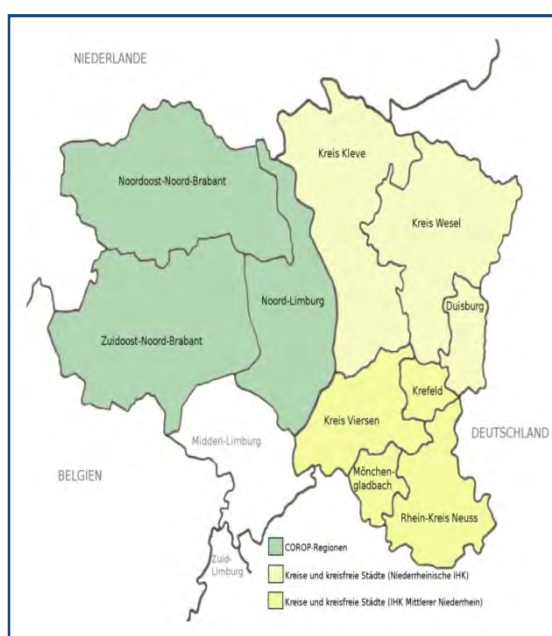 NIEDERLANDE
Kreis Kleve
Noordoost-Noord-Brabant
Kreis Wesel
Noord-Limburg
Duisburg
Zuidoost-Noord-Brabant
Krefeld
Kreis Viersen
Midden-Limburg
DEUTSCHLAND
BELGIEN
Mönchen-
gladbach
Rhein-Kreis Neuss
Zuid-
Limburg
COROP-Regionen
Kreise und kreisfreie Städte (Niederrheinische IHK)
Kreise und kreisfreie Städte (IHK Mittlerer Niederrhein)